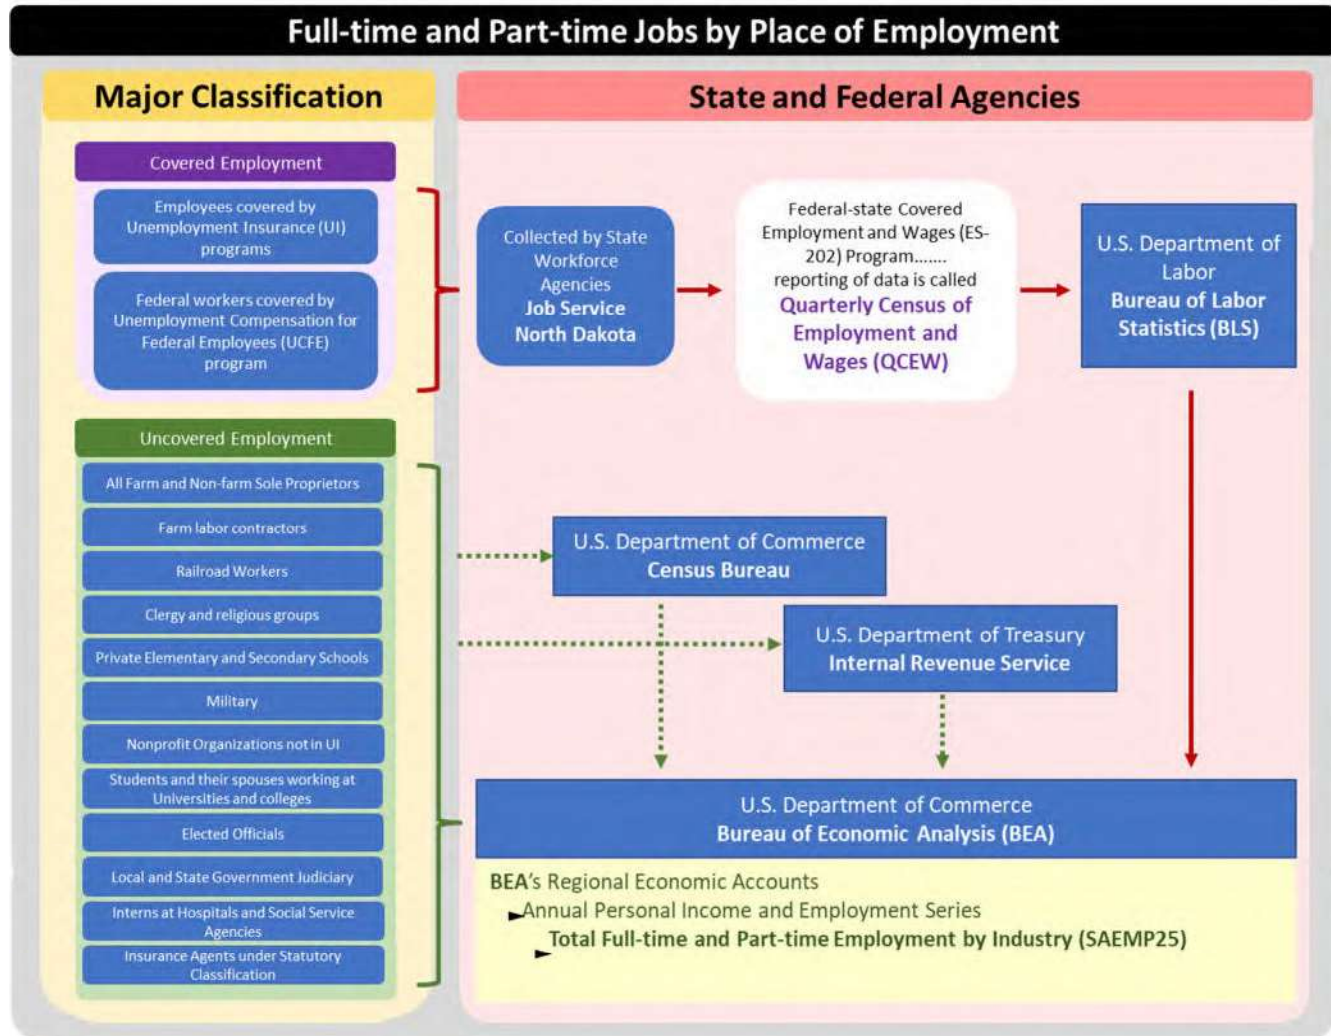 Full-time and Part-time Jobs by Place of Employment
Major Classification
Covered Employment
Employees covered by
Unemployment Insurance (UI)
programs
Federal workers covered by
Unemployment Compensation for
Federal Employees (UCFE)
program
Uncovered Employment
All Farm and Non-farm Sole Proprietors
Farm labor contractors
Railroad Workers
Clergy and religious groups
Private Elementary and Secondary Schools
Military
Nonprofit Organizations not in UI
Students and their spouses working at
Universities and colleges
Elected Officials
Local and State Government Judiciary
Interns at Hospitals and Social Service
Agencies
Insurance Agents under Statutory
Classification
State and Federal Agencies
Collected by State
Workforce
Agencies
Job Service
North Dakota
Federal-state Covered
Employment and Wages (ES-
202) Program.......
reporting of data is called
Quarterly Census of
Employment and
Wages (QCEW)
U.S. Department of
Labor
Bureau of Labor
Statistics (BLS)
U.S. Department of Commerce
Census Bureau
U.S. Department of Treasury
Internal Revenue Service
U.S. Department of Commerce
Bureau of Economic Analysis (BEA)
BEA's Regional Economic Accounts
Annual Personal Income and Employment Series
Total Full-time and Part-time Employment by Industry (SAEMP25)